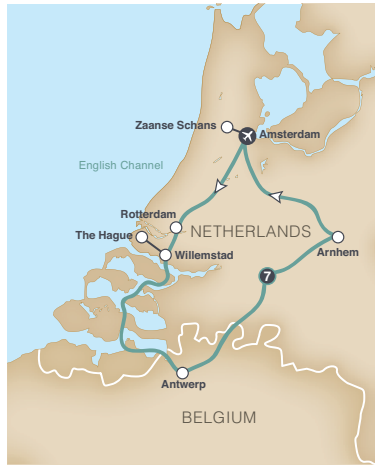 Zaanse Schans
Amsterdam
English Channel
Rotterdam
The Hague
NETHERLANDS
Willemstad
Arnhem
7
Antwerp
BELGIUM